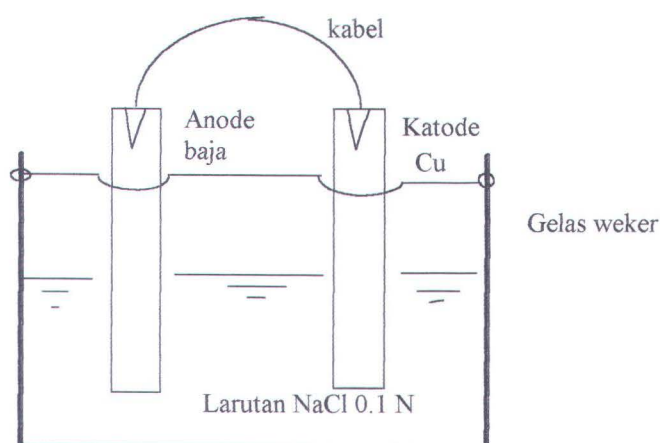 kabel
Anode
baja
Katode
Cu
Gelas weker
Larutan NaCl 0.1 N